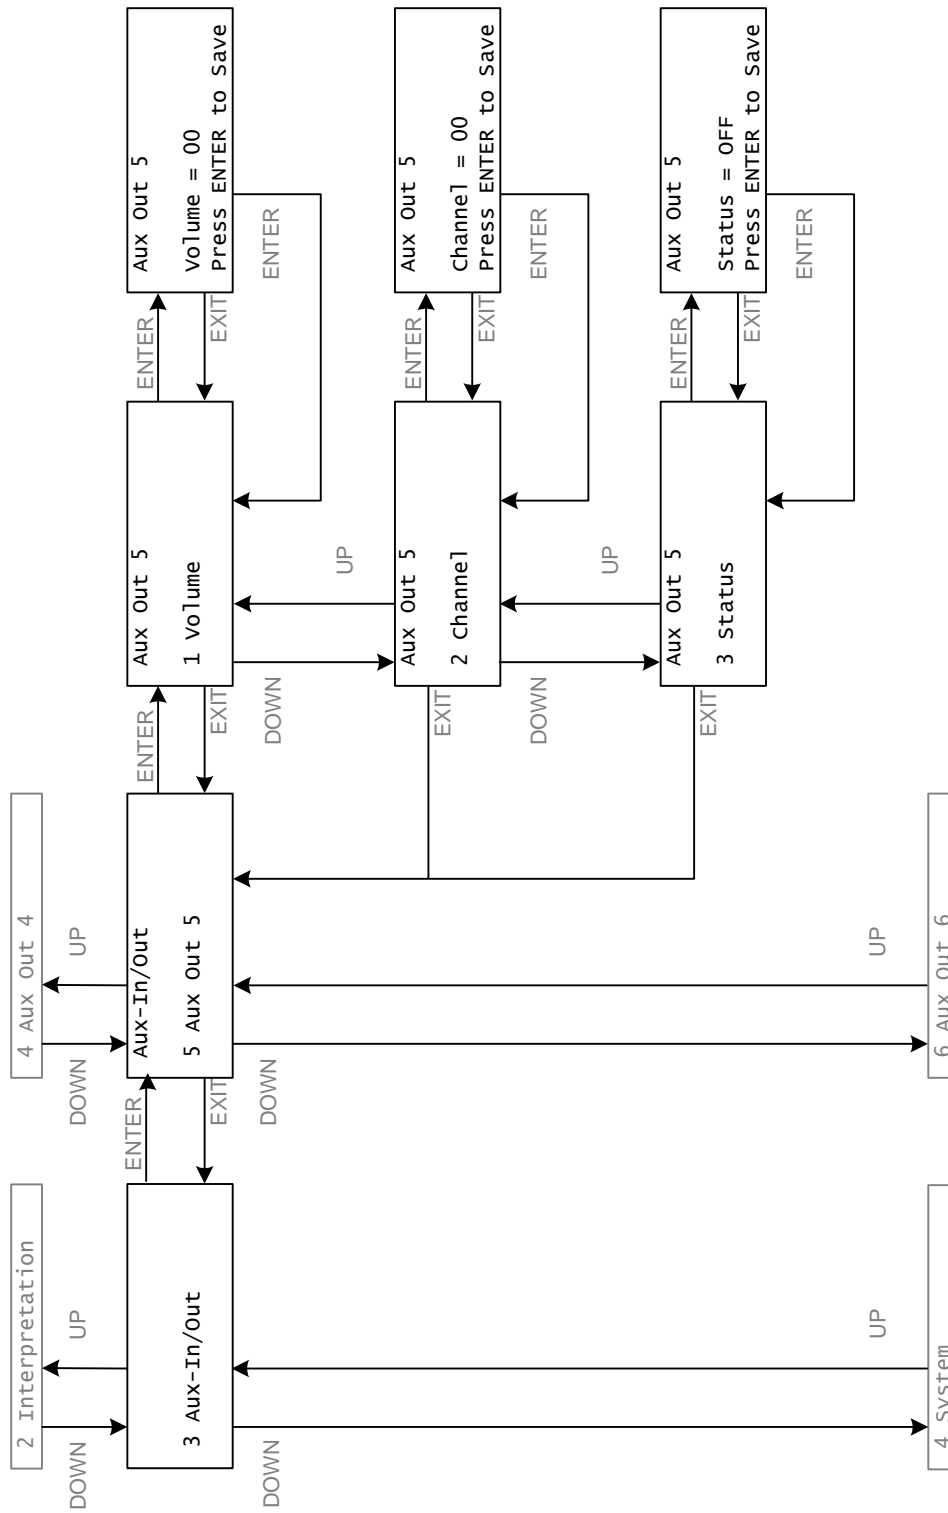 2 Interpretation
DOWN
UP
3 Aux-In/Out
DOWN
UP
4 System
ENTER
EXIT
4 Aux Out 4
DOWN
UP
Aux-In/Out
5 Aux Out 5
DOWN
UP
6 Aux Out 6
ENTER
EXIT
Aux Out 5
1 Volume
DOWN
UP
EXIT
Aux Out 5
2 Channel
DOWN
UP
EXIT
Aux Out 5
3 Status
ENTER
EXIT
Aux Out 5
Volume = 00
Press ENTER to Save
ENTER
ENTER
EXIT
Aux Out 5
Channel = 00
Press ENTER to Save
ENTER
ENTER
EXIT
Aux Out 5
Status = OFF
Press ENTER to Save
ENTER